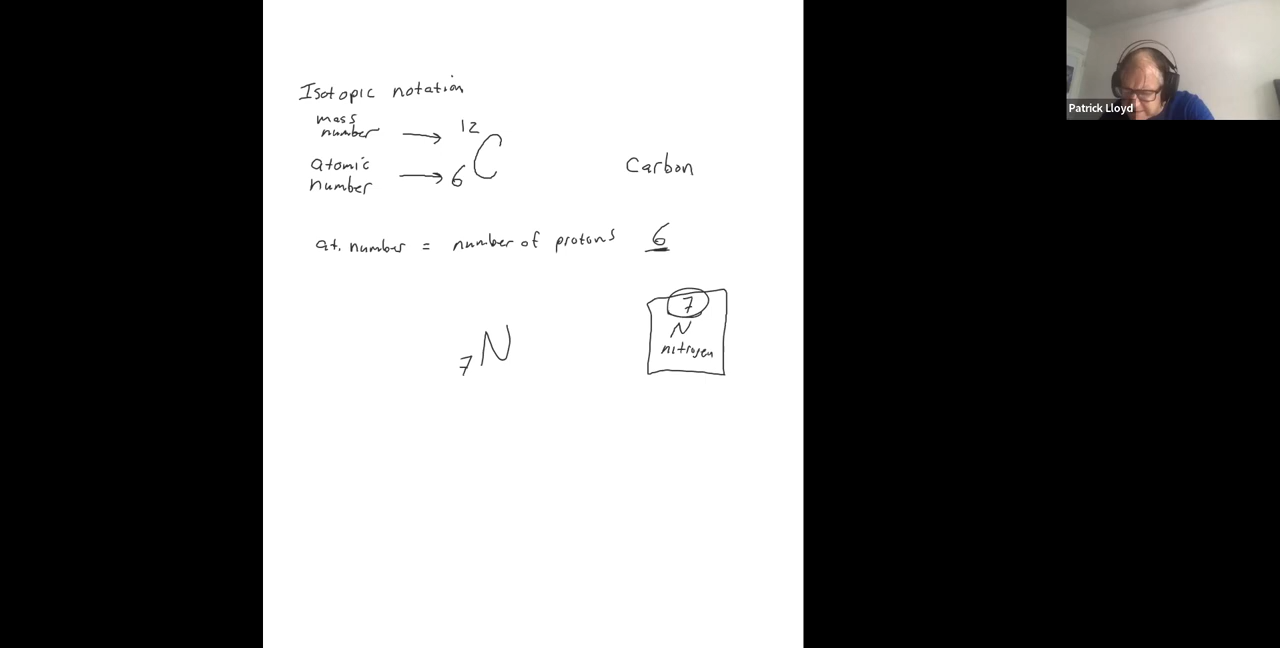 Isotopic notation
mass
number → 12
C
atomic
number → 6
Carbon
at. number = number of protons 6
7
N
nitrogen
7 N
Patrick Lloyd